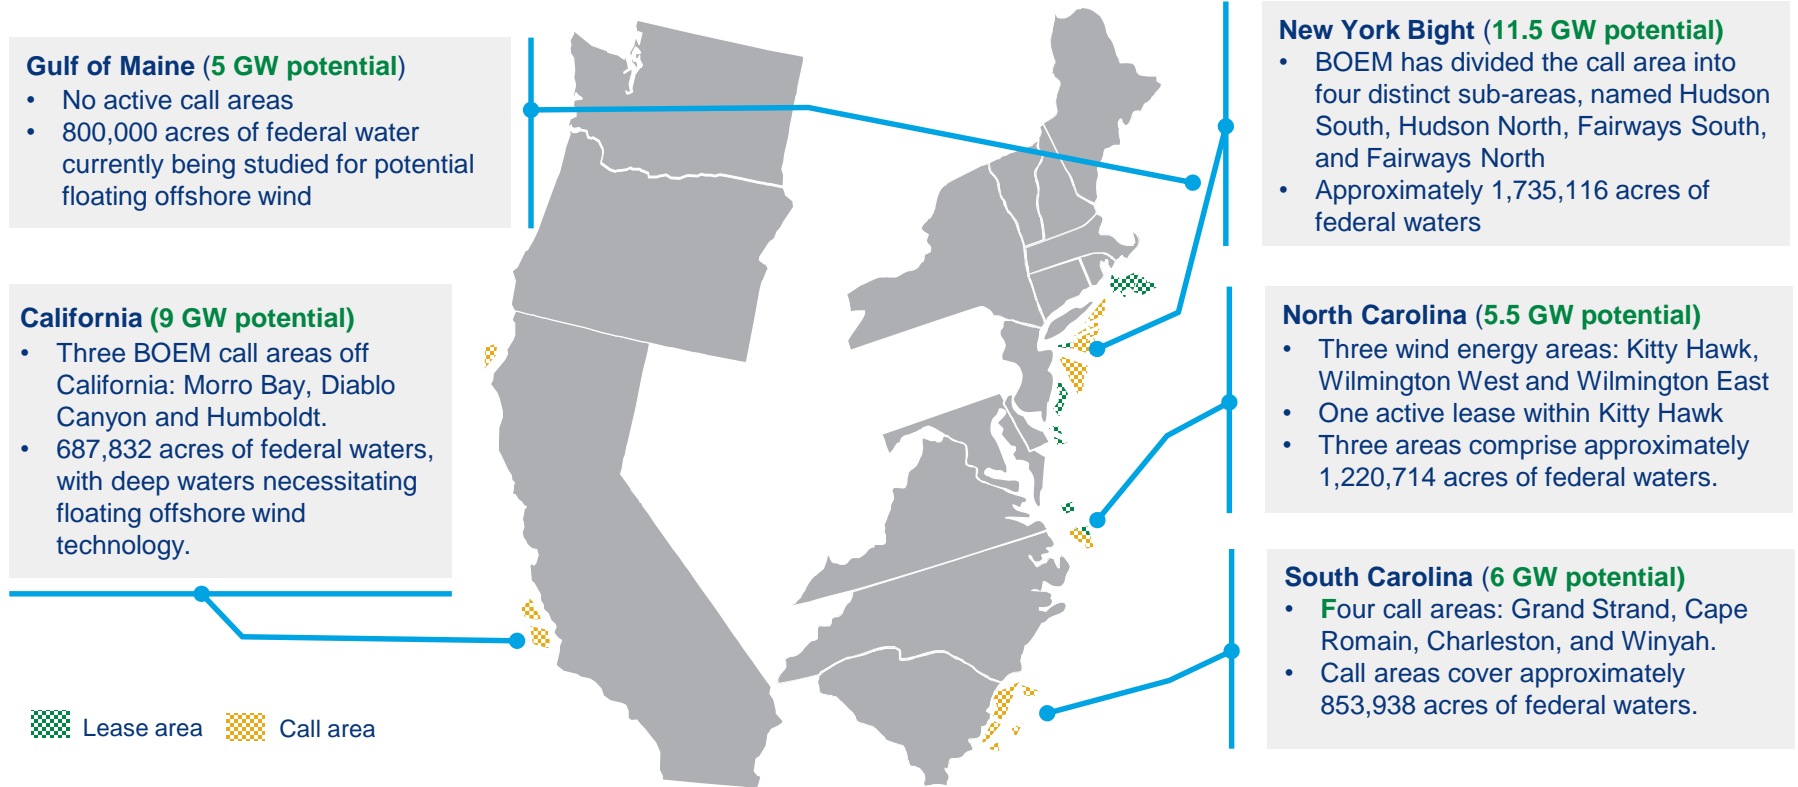 Gulf of Maine (5 GW potential)
• No active call areas
• 800,000 acres of federal water
currently being studied for potential
floating offshore wind
California (9 GW potential)
• Three BOEM call areas off
California: Morro Bay, Diablo
Canyon and Humboldt.
• 687,832 acres of federal waters,
with deep waters necessitating
floating offshore wind
technology.
Lease area
Call area
New York Bight (11.5 GW potential)
• BOEM has divided the call area into
four distinct sub-areas, named Hudson
South, Hudson North, Fairways South,
and Fairways North
• Approximately 1,735,116 acres of
federal waters
North Carolina (5.5 GW potential)
• Three wind energy areas: Kitty Hawk,
Wilmington West and Wilmington East
• One active lease within Kitty Hawk
• Three areas comprise approximately
1,220,714 acres of federal waters.
South Carolina (6 GW potential)
• Four call areas: Grand Strand, Cape
Romain, Charleston, and Winyah.
• Call areas cover approximately
853,938 acres of federal waters.